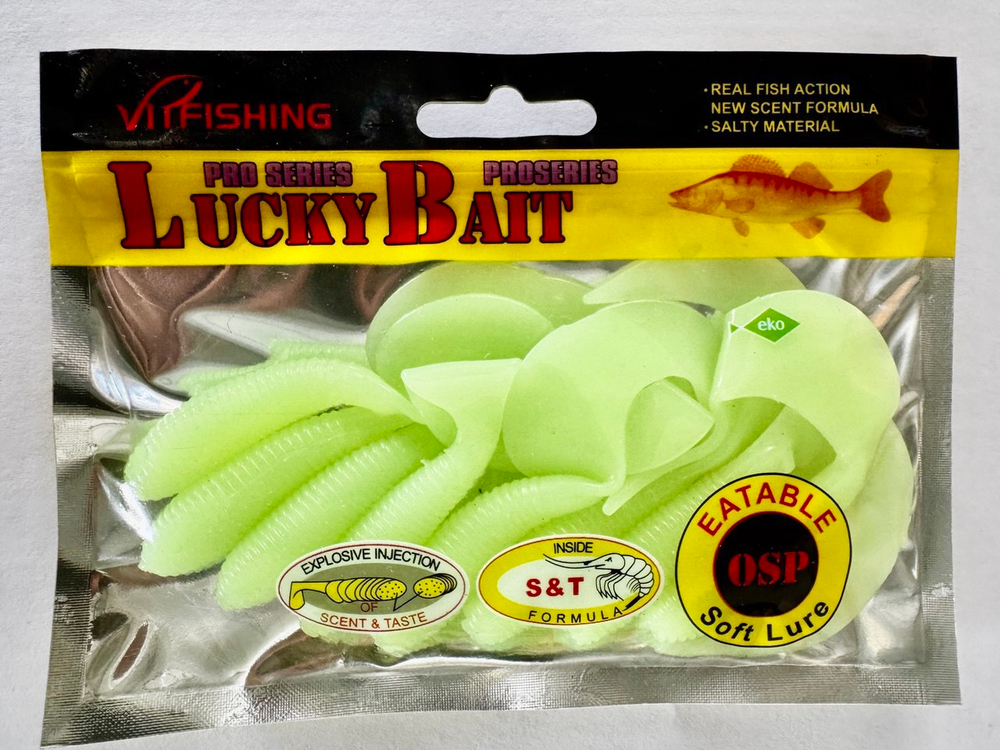 VITFISHING
· REAL FISH ACTION
NEW SCENT FORMULA
· SALTY MATERIAL
PRO SERIES
PROSERIES
LUCKY BAIT
eko
EXPLOSIVE INJECTION
OF
SCENT & TASTE
INSIDE
S&T
FORMULA
EATABLE
OSP
Soft Lure